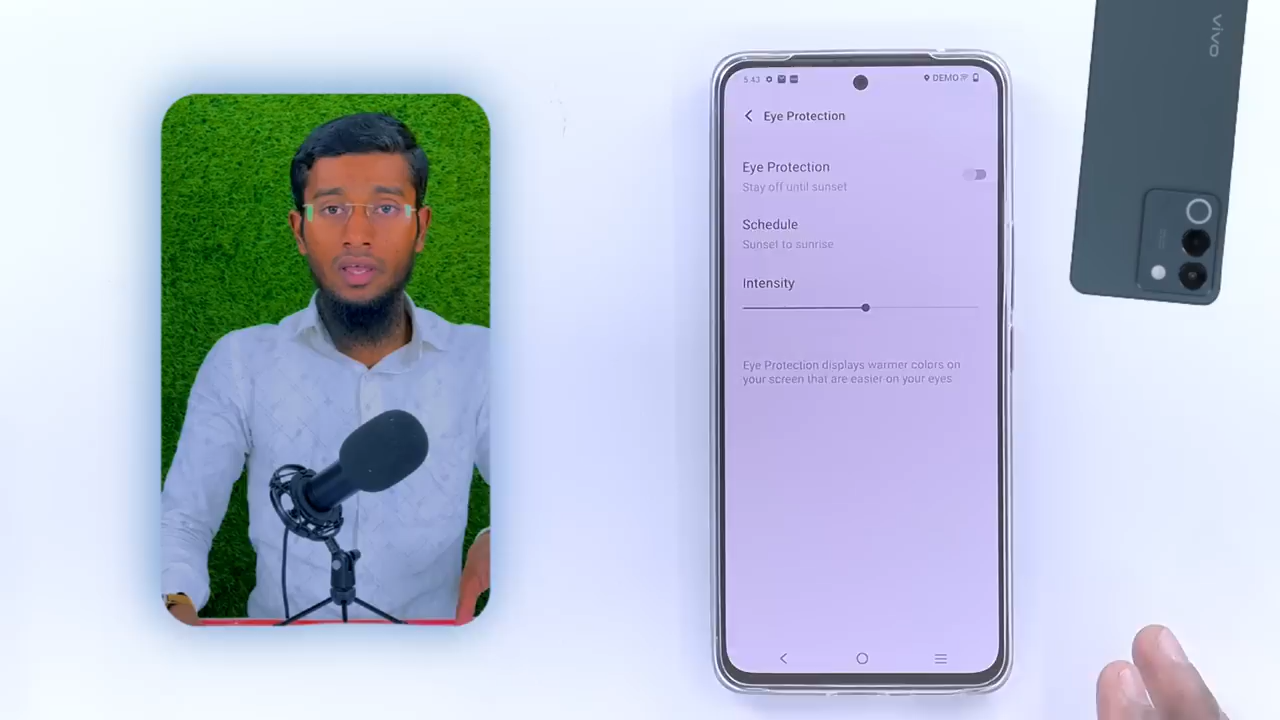 vivo
5:43
DEMO
Eye Protection
Eye Protection
Stay off until sunset
Schedule
Sunset to sunrise
Intensity
Eye Protection displays warmer colors on
your screen that are easier on your eyes